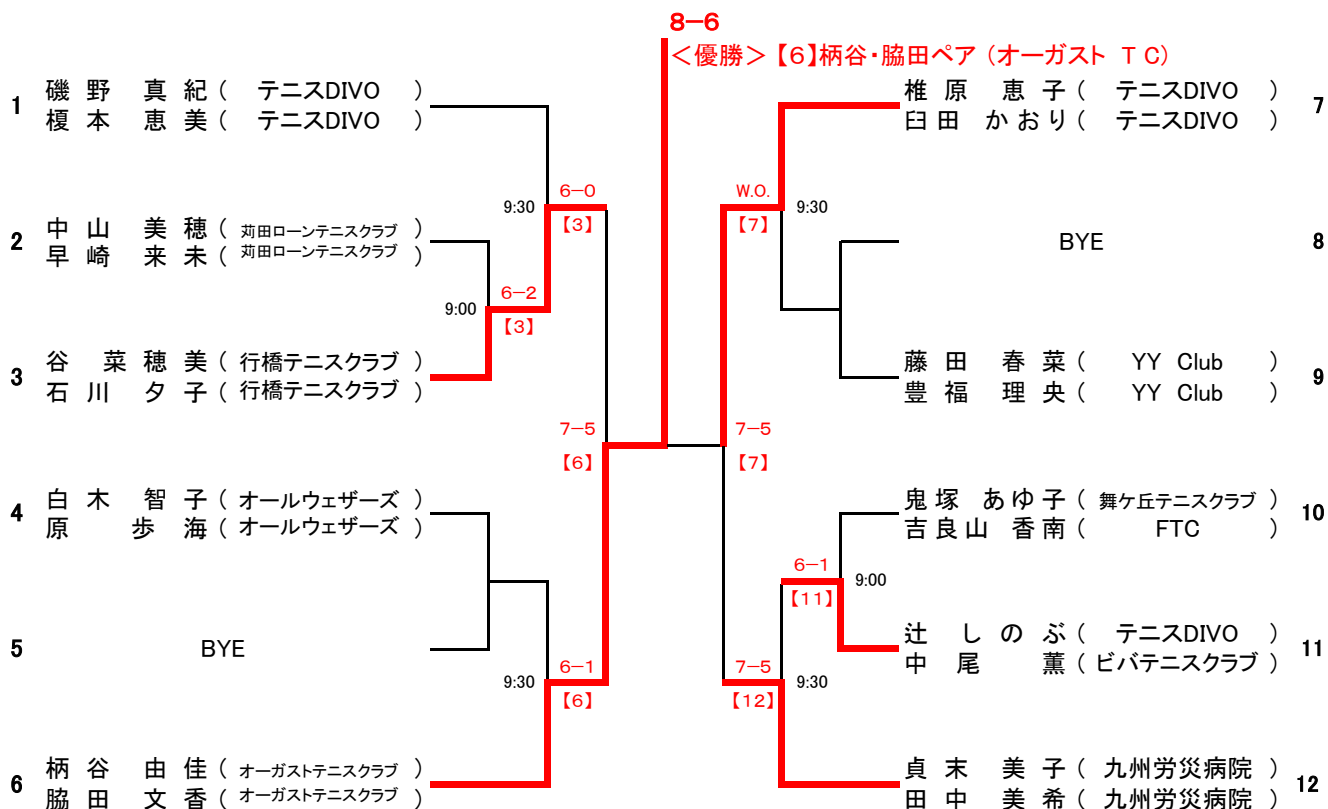 8-6
＜優勝＞【6】柄谷・脇田ペア（オーガスト ＴＣ）
1 磯野 真紀（ テニスDIVO ）
榎本 恵美（ テニスDIVO ）
6-0
9:30
【3】
2 中山 美穂（ 苅田ローンテニスクラブ ）
早崎 来未（ 苅田ローンテニスクラブ ）
6-2
9:00
【3】
3 谷 菜穂美（ 行橋テニスクラブ ）
石川 夕子（ 行橋テニスクラブ ）
7-5
【6】
4 白木 智子（ オールウェザーズ ）
原 歩海（ オールウェザーズ ）
5 BYE
6-1
9:30
【6】
6 柄谷 由佳（ オーガストテニスクラブ ）
脇田 文香（ オーガストテニスクラブ ）
椎原 恵子（ テニスDIVO ） 7
臼田 かおり（ テニスDIVO ）
W.O.
9:30
【7】
BYE 8
藤田 春菜（ YY Club ） 9
豊福 理央（ YY Club ）
7-5
【7】
鬼塚 あゆ子（ 舞ケ丘テニスクラブ ） 10
吉良山 香南（ FTC ）
6-1
9:00
【11】
辻 しのぶ（ テニスDIVO ） 11
中尾 薫（ ビバテニスクラブ ）
7-5
9:30
【12】
貞末 美子（ 九州労災病院 ） 12
田中 美希（ 九州労災病院 ）